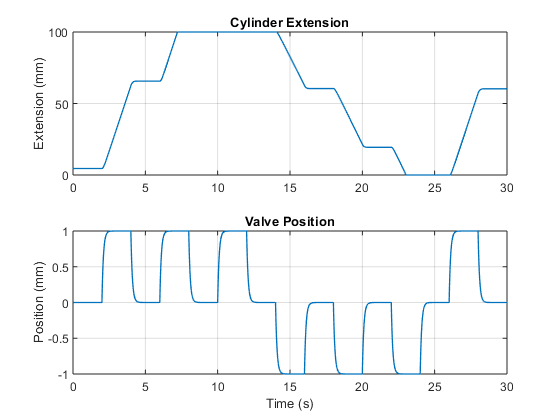 Cylinder Extension
100
50
0
Extension (mm)
0 5 10 15 20 25 30
Valve Position
1
0.5
0
-0.5
-1
Position (mm)
0 5 10 15 20 25 30
Time (s)